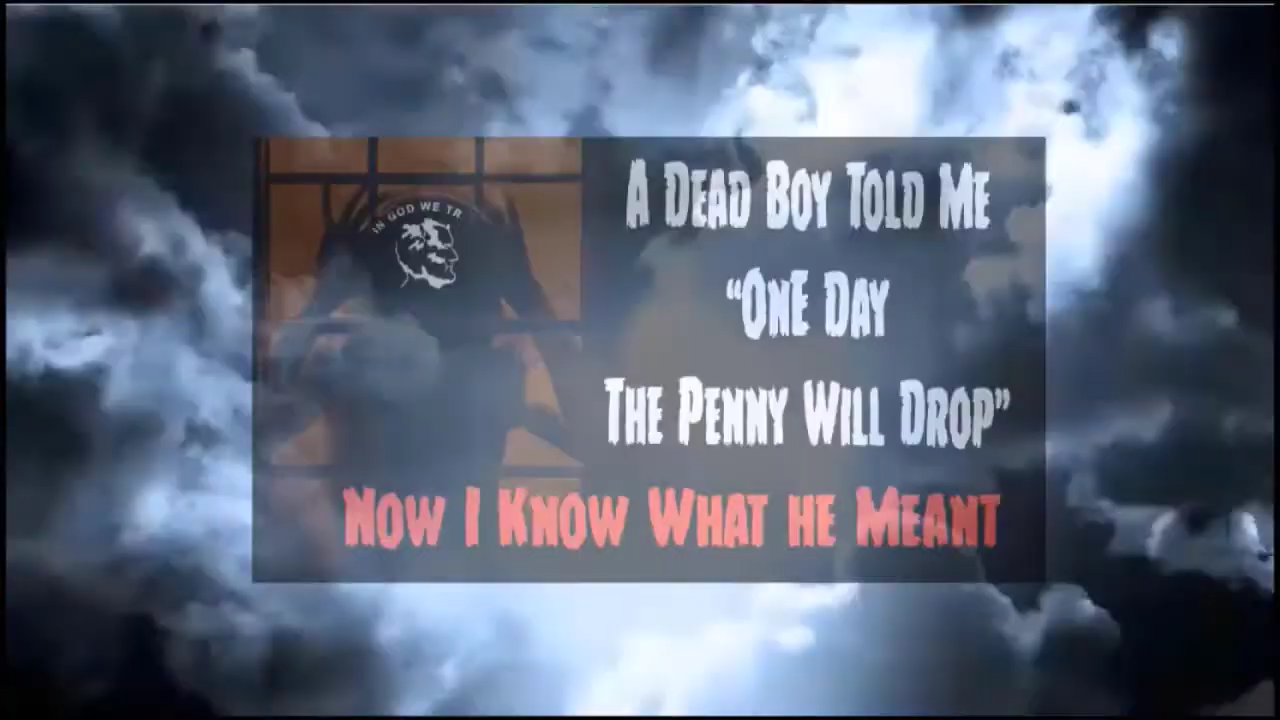 IN GOD WE TR
A DEAD BOY TOLD ME
“ONE DAY
THE PENNY WILL DROP”
NOW I KNOW WHAT HE MEANT